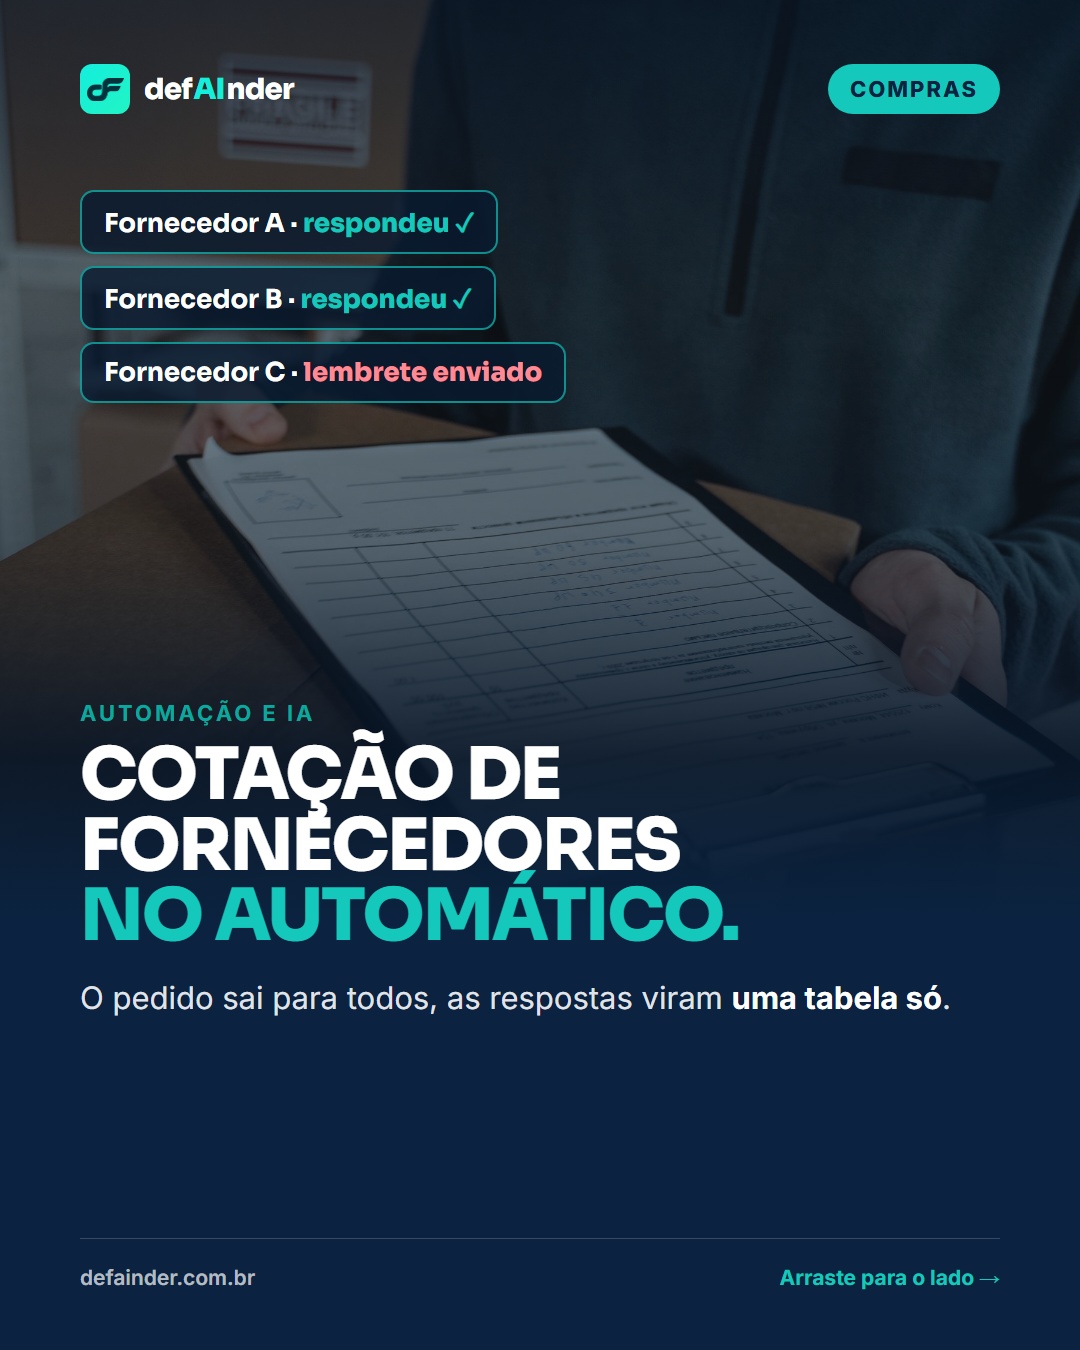 defAInder
COMPRAS
FRAGILE
Fornecedor A · respondeu ✓
Fornecedor B · respondeu ✓
Fornecedor C · lembrete enviado
AUTOMAÇÃO E IA
COTAÇÃO DE
FORNECEDORES
NO AUTOMÁTICO.
O pedido sai para todos, as respostas viram uma tabela só.
defainder.com.br
Arraste para o lado →